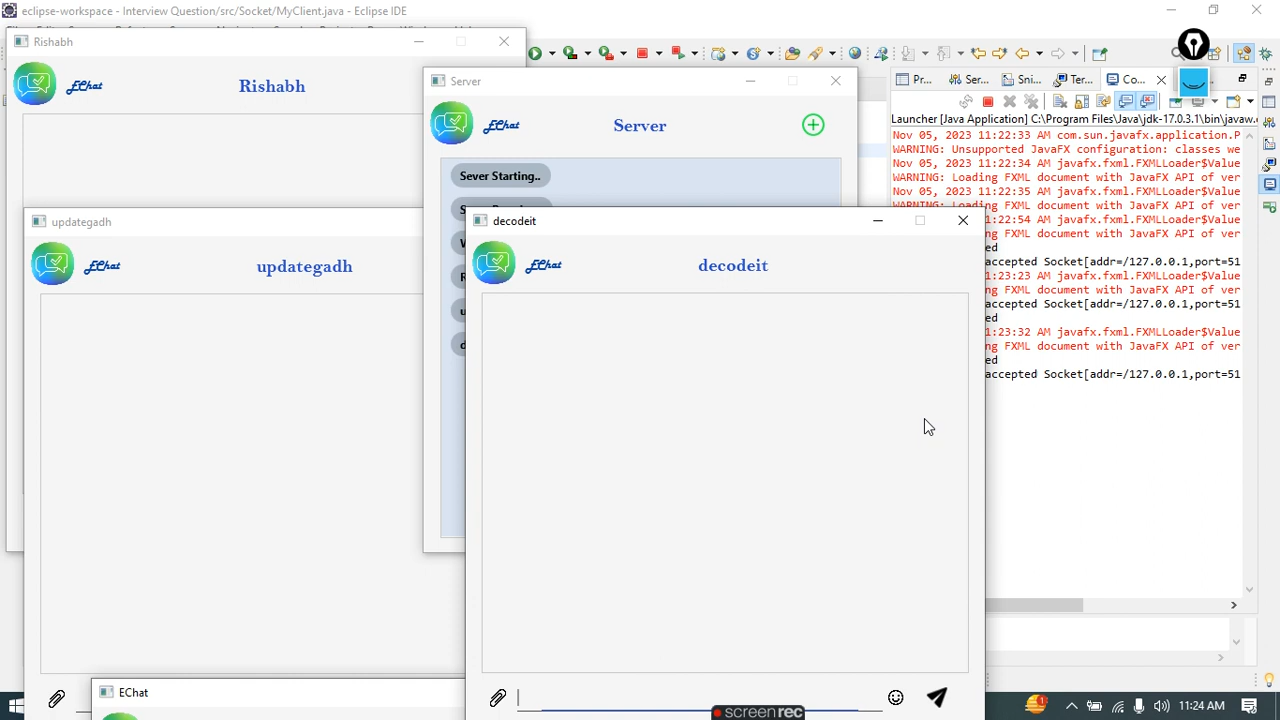 eclipse-workspace - Interview Question/src/Socket/MyClient.java - Eclipse IDE
Rishabh
EChat
Rishabh
Server
EChat
Server
Sever Starting..
updategadh
EChat
updategadh
decodeit
EChat
decodeit
EChat
Pr...
Ser...
Sni...
Ter...
Co...
Launcher [Java Application] C:\Program Files\Java\jdk-17.0.3.1\bin\javaw.e
Nov 05, 2023 11:22:33 AM com.sun.javafx.application.P
WARNING: Unsupported JavaFX configuration: classes we
Nov 05, 2023 11:22:34 AM javafx.fxml.FXMLLoader$Value
WARNING: Loading FXML document with JavaFX API of ver
Nov 05, 2023 11:22:35 AM javafx.fxml.FXMLLoader$Value
WARNING: Loading FXML document with JavaFX API of ver
:22:54 AM javafx.fxml.FXMLLoader$Value
ng FXML document with JavaFX API of ver
ed
accepted Socket[addr=/127.0.0.1,port=51
:23:23 AM javafx.fxml.FXMLLoader$Value
ng FXML document with JavaFX API of ver
accepted Socket[addr=/127.0.0.1,port=51
ed
:23:32 AM javafx.fxml.FXMLLoader$Value
ng FXML document with JavaFX API of ver
ed
accepted Socket[addr=/127.0.0.1,port=51
screenrec
11:24 AM